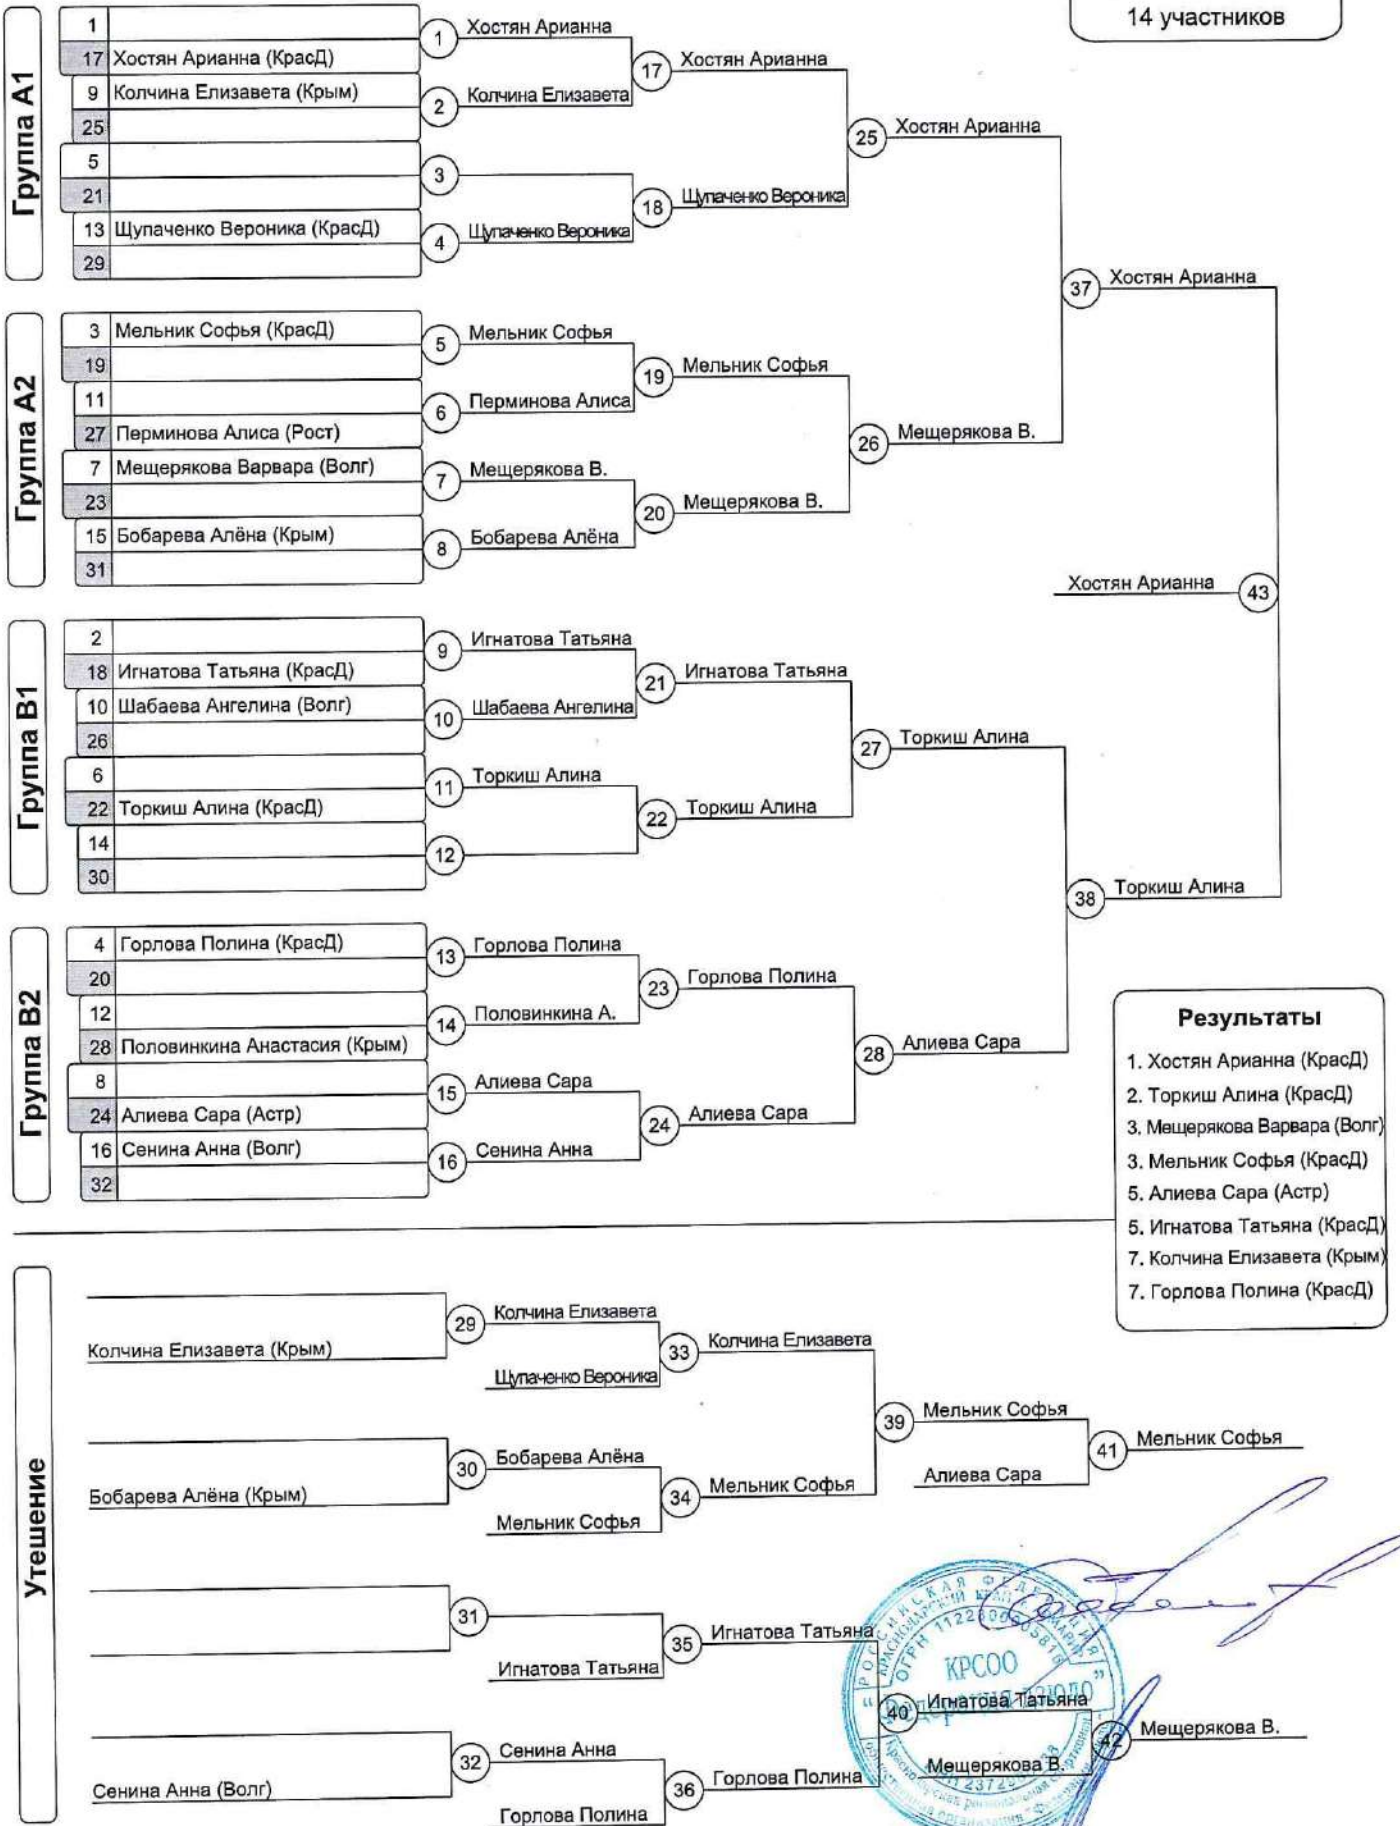 14 участников
Группа А1
1
17 Хостян Арианна (КрасД)
9 Колчина Елизавета (Крым)
25
5
21
13 Щупаченко Вероника (КрасД)
29
1 Хостян Арианна
2 Колчина Елизавета
3
4 Щупаченко Вероника
17 Хостян Арианна
18 Щупаченко Вероника
25 Хостян Арианна
Группа А2
3 Мельник Софья (КрасД)
19
11
27 Перминова Алиса (Рост)
7 Мещерякова Варвара (Волг)
23
15 Бобарева Алёна (Крым)
31
5 Мельник Софья
6 Перминова Алиса
7 Мещерякова В.
8 Бобарева Алёна
19 Мельник Софья
20 Мещерякова В.
26 Мещерякова В.
37 Хостян Арианна
Хостян Арианна 43
Группа В1
2
18 Игнатова Татьяна (КрасД)
10 Шабаева Ангелина (Волг)
26
6
22 Торкиш Алина (КрасД)
14
30
9 Игнатова Татьяна
10 Шабаева Ангелина
11 Торкиш Алина
12
21 Игнатова Татьяна
22 Торкиш Алина
27 Торкиш Алина
Группа В2
4 Горлова Полина (КрасД)
20
12
28 Половинкина Анастасия (Крым)
8
24 Алиева Сара (Астр)
16 Сенина Анна (Волг)
32
13 Горлова Полина
14 Половинкина А.
15 Алиева Сара
16 Сенина Анна
23 Горлова Полина
24 Алиева Сара
28 Алиева Сара
38 Торкиш Алина
Результаты
1. Хостян Арианна (КрасД)
2. Торкиш Алина (КрасД)
3. Мещерякова Варвара (Волг)
3. Мельник Софья (КрасД)
5. Алиева Сара (Астр)
5. Игнатова Татьяна (КрасД)
7. Колчина Елизавета (Крым)
7. Горлова Полина (КрасД)
Утешение
Колчина Елизавета (Крым)
29 Колчина Елизавета
Щупаченко Вероника
33 Колчина Елизавета
Бобарева Алёна (Крым)
30 Бобарева Алёна
Мельник Софья
34 Мельник Софья
39 Мельник Софья
Алиева Сара
41 Мельник Софья
31
Игнатова Татьяна
35 Игнатова Татьяна
Сенина Анна (Волг)
32 Сенина Анна
Горлова Полина
36 Горлова Полина
40 Игнатова Татьяна
Мещерякова В.
42 Мещерякова В.
РОССИЙСКАЯ ФЕДЕРАЦИЯ
КРАСНОДАРСКИЙ КРАЙ
ОГРН
КРСОО
Федерация дзюдо